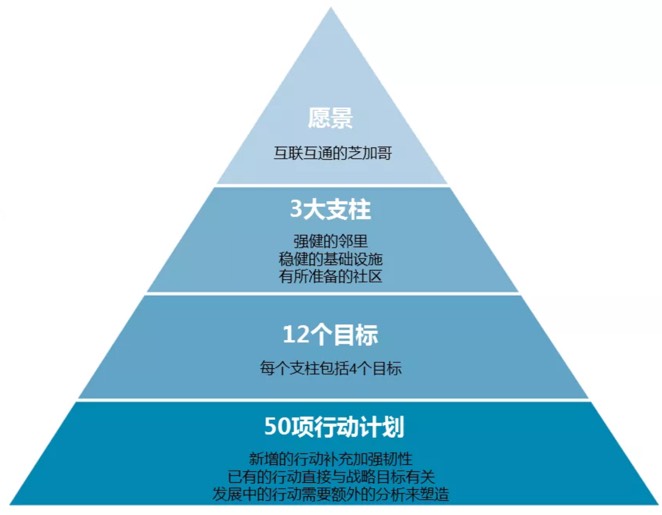 愿景
互联互通的芝加哥
3大支柱
强健的邻里
稳健的基础设施
有所准备的社区
12个目标
每个支柱包括4个目标
50项行动计划
新增的行动补充加强韧性
已有的行动直接与战略目标有关
发展中的行动需要额外的分析来塑造